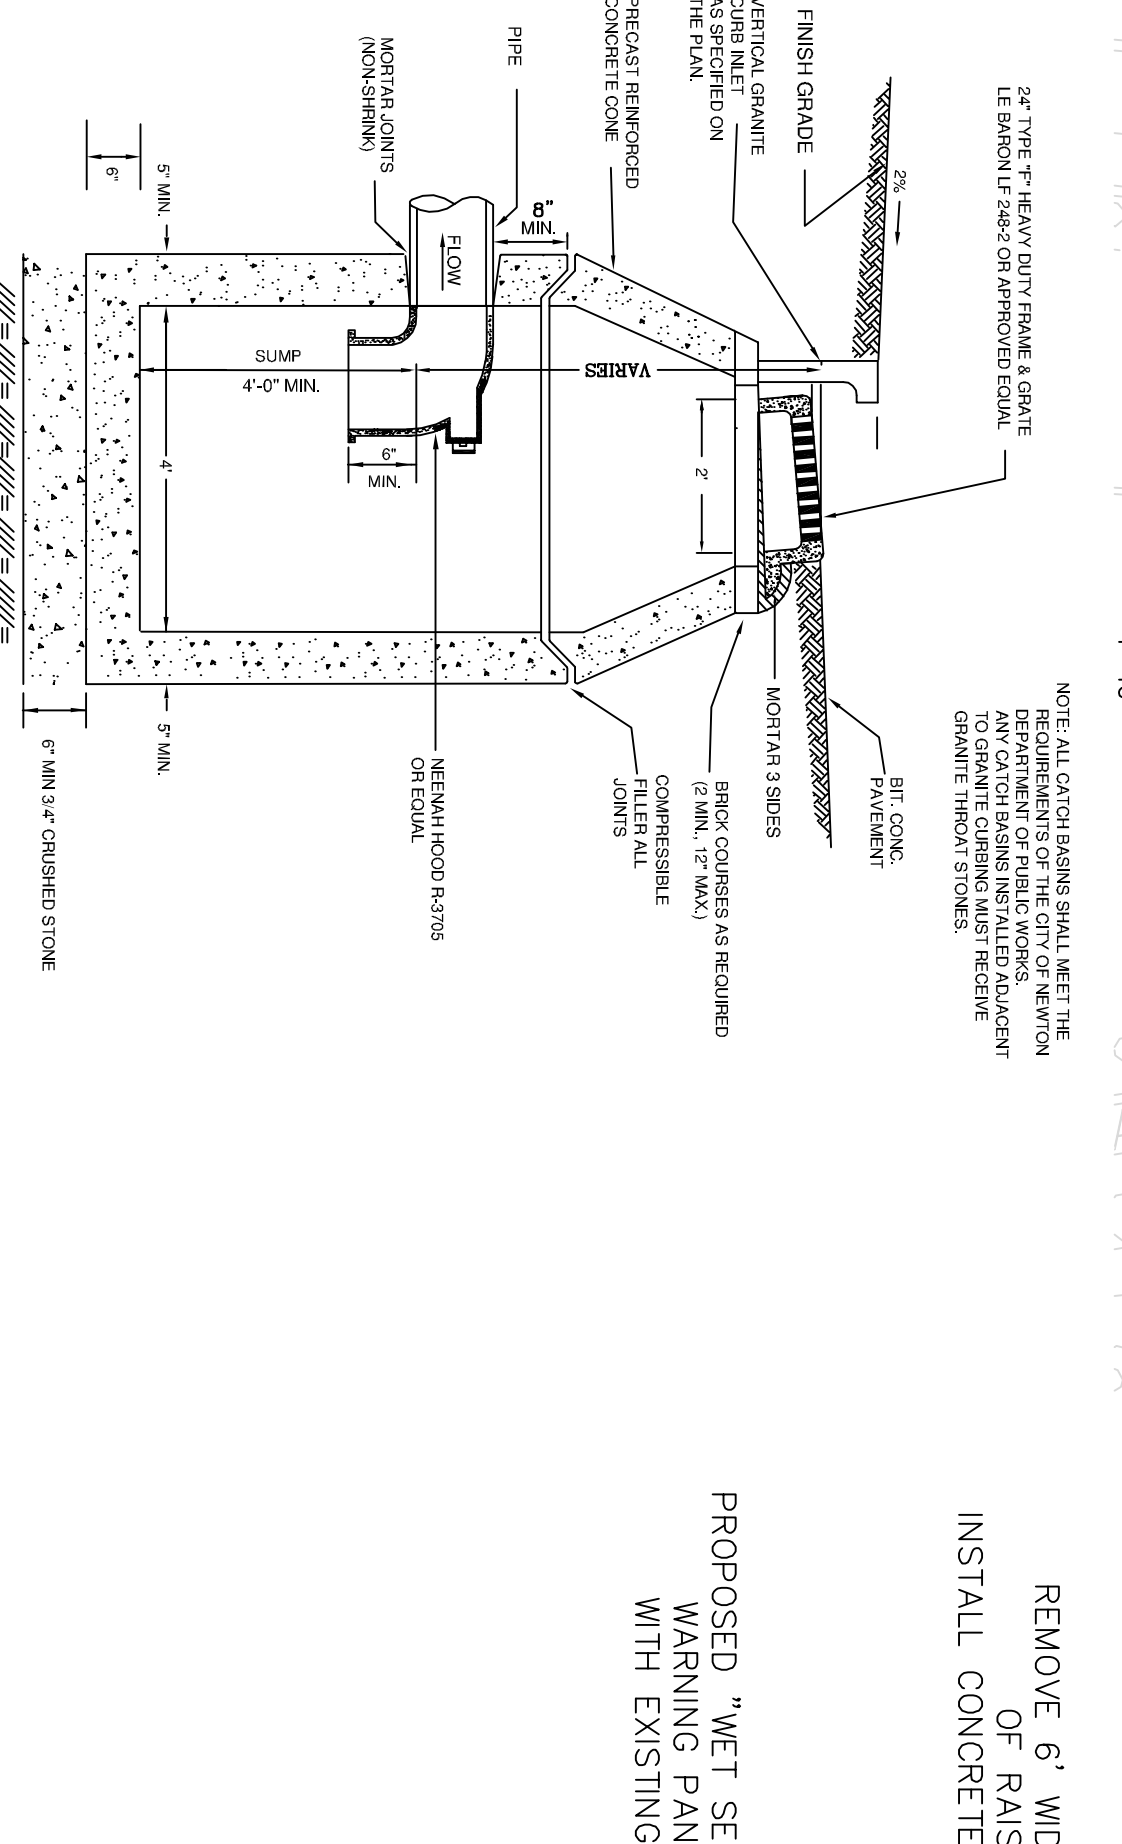 NOTE: ALL CATCH BASINS SHALL MEET THE
REQUIREMENTS OF THE CITY OF NEWTON
DEPARTMENT OF PUBLIC WORKS.
ANY CATCH BASINS INSTALLED ADJACENT
TO GRANITE CURBING MUST RECEIVE
GRANITE THROAT STONES.
24" TYPE "F" HEAVY DUTY FRAME & GRATE
LE BARON LF 248-2 OR APPROVED EQUAL
2%
FINISH GRADE
VERTICAL GRANITE
CURB INLET
AS SPECIFIED ON
THE PLAN.
BIT. CONC.
PAVEMENT
MORTAR 3 SIDES
2'
BRICK COURSES AS REQUIRED
(2 MIN., 12" MAX.)
PRECAST REINFORCED
CONCRETE CONE
VARIES
COMPRESSIBLE
FILLER ALL
JOINTS
8"
MIN.
PIPE
FLOW
MORTAR JOINTS
(NON-SHRINK)
NEENAH HOOD R-3705
OR EQUAL
6"
MIN.
SUMP
4'-0" MIN.
4'
5" MIN.
5" MIN.
6"
6" MIN 3/4" CRUSHED STONE
REMOVE 6' WID
OF RAIS
INSTALL CONCRETE
PROPOSED "WET SE
WARNING PAN
WITH EXISTING